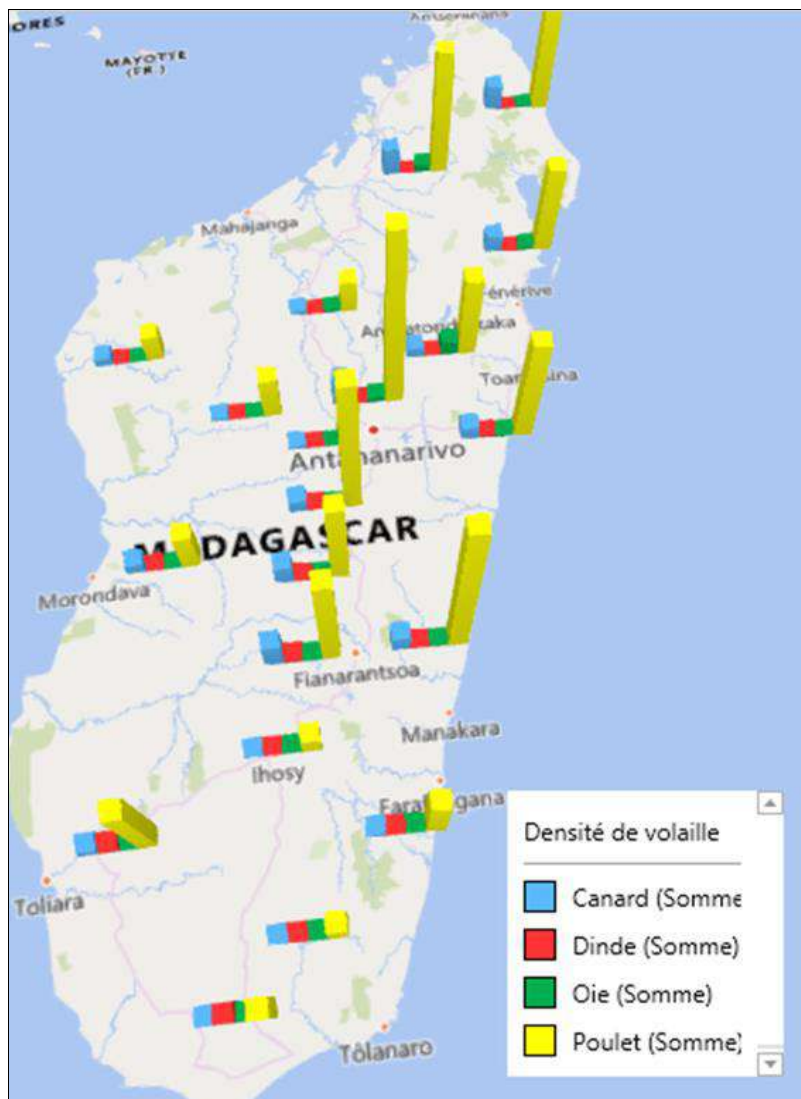 ORES
MAYOTTE
(FR.)
Mahajanga
Antananarivo
MADAGASCAR
Morondava
Fianarantsoa
Manakara
Ihosy
Toliara
Tôlanaro
Densité de volaille
Canard (Somme
Dinde (Somme)
Oie (Somme)
Poulet (Somme)